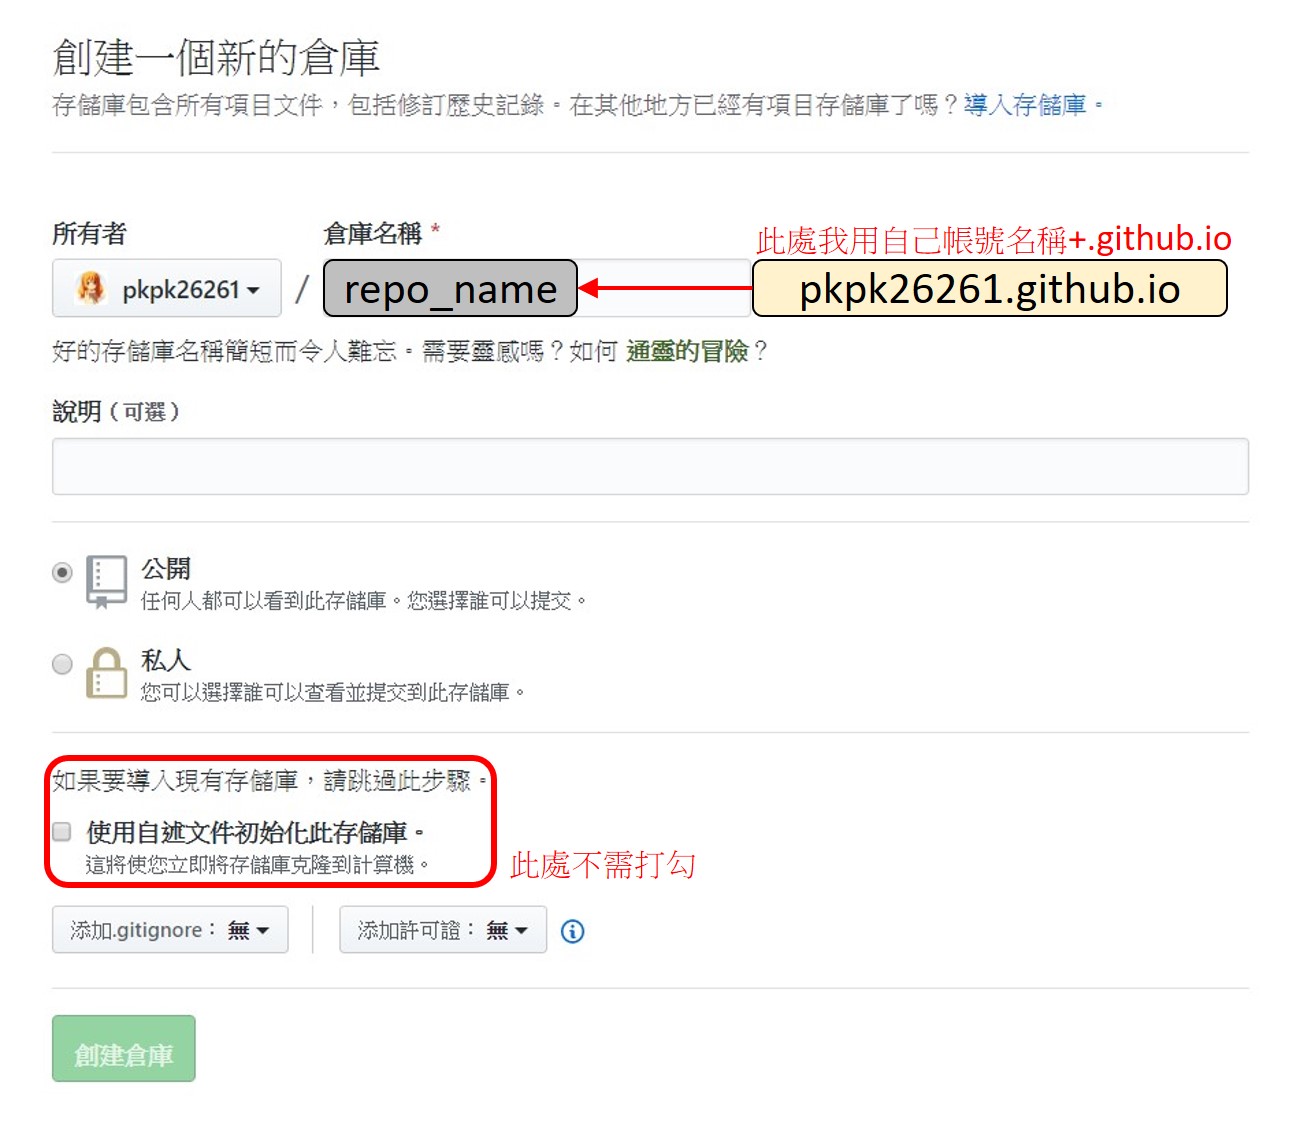 創建一個新的倉庫
存儲庫包含所有項目文件，包括修訂歷史記錄。在其他地方已經有項目存儲庫了嗎？導入存儲庫。
所有者
倉庫名稱 *
此處我用自己帳號名稱+.github.io
pkpk26261
/
repo_name
pkpk26261.github.io
好的存儲庫名稱簡短而令人難忘。需要靈感嗎？如何 通靈的冒險？
說明（可選）
公開
任何人都可以看到此存儲庫。您選擇誰可以提交。
私人
您可以選擇誰可以查看並提交到此存儲庫。
如果要導入現有存儲庫，請跳過此步驟。
使用自述文件初始化此存儲庫。
這將使您立即將存儲庫克隆到計算機。
此處不需打勾
添加.gitignore： 無
添加許可證： 無
創建倉庫